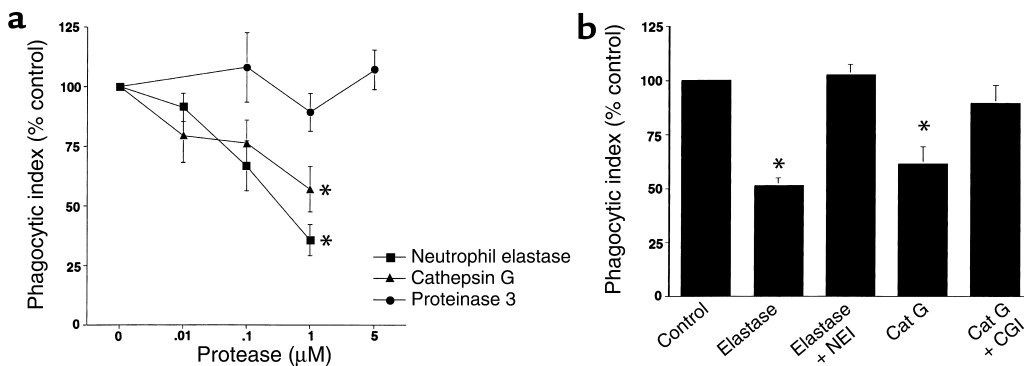 a
Phagocytic index (% control)
125
100
75
50
25
0
*
*
Neutrophil elastase
Cathepsin G
Proteinase 3
0
.01
.1
1
5
Protease (µM)
b
Phagocytic index (% control)
125
100
75
50
25
0
*
*
Control
Elastase
Elastase
+ NEI
Cat G
Cat G
+ CGI